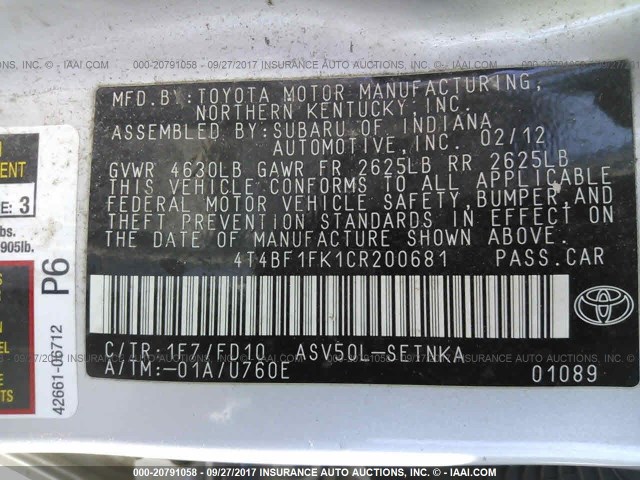 000-20791058 - 09/27/2017 - INSURANCE AUTO AUCTIONS, INC. © - IAAI.COM
MFD.BY:TOYOTA MOTOR MANUFACTURING,
NORTHERN KENTUCKY,INC.
ASSEMBLED BY:SUBARU OF INDIANA
AUTOMOTIVE,INC. 02/12
GVWR 4630LB GAWR FR 2625LB RR 2625LB
THIS VEHICLE CONFORMS TO ALL APPLICABLE
FEDERAL MOTOR VEHICLE SAFETY,BUMPER,AND
THEFT PREVENTION STANDARDS IN EFFECT ON
THE DATE OF MANUFACTURE SHOWN ABOVE.
4T4BF1FK1CR200681 PASS.CAR
C/TR:1F7/FD10 ASV50L-SETNKA
A/TM:-01A/U760E 01089
TOYOTA
3
lbs.
905lb.
P6
42661-06712
000-20791058 - 09/27/2017 - INSURANCE AUTO AUCTIONS, INC. © - IAAI.COM